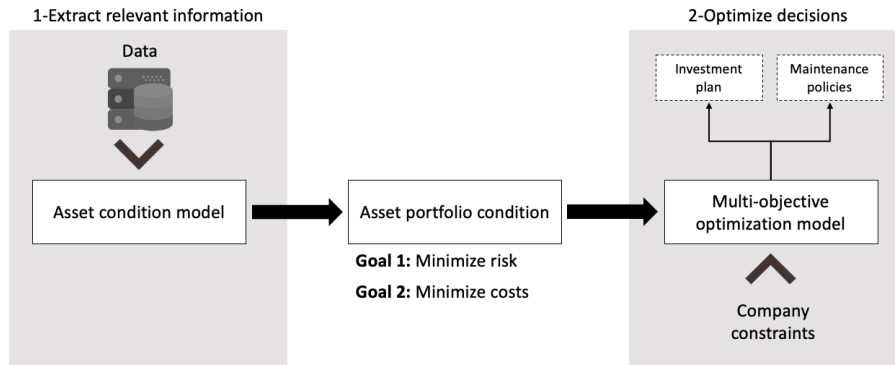 1-Extract relevant information
2-Optimize decisions
Data
Investment
plan
Maintenance
policies
Asset condition model
Asset portfolio condition
Multi-objective
optimization model
Goal 1: Minimize risk
Goal 2: Minimize costs
Company
constraints